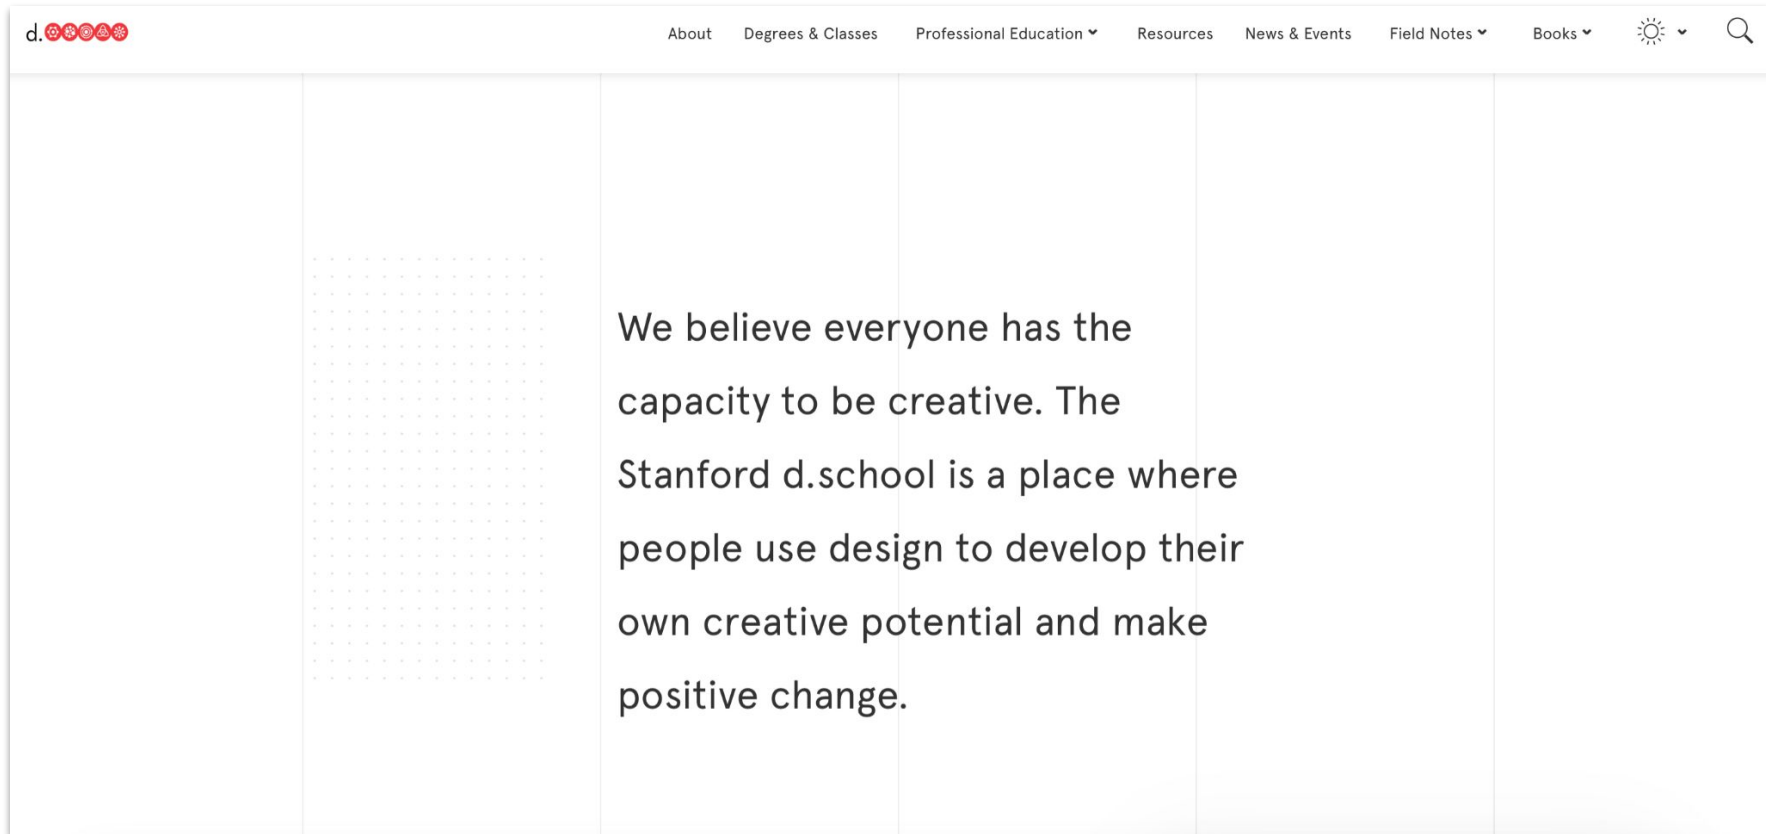 d.
About Degrees & Classes Professional Education Resources News & Events Field Notes Books
We believe everyone has the
capacity to be creative. The
Stanford d.school is a place where
people use design to develop their
own creative potential and make
positive change.